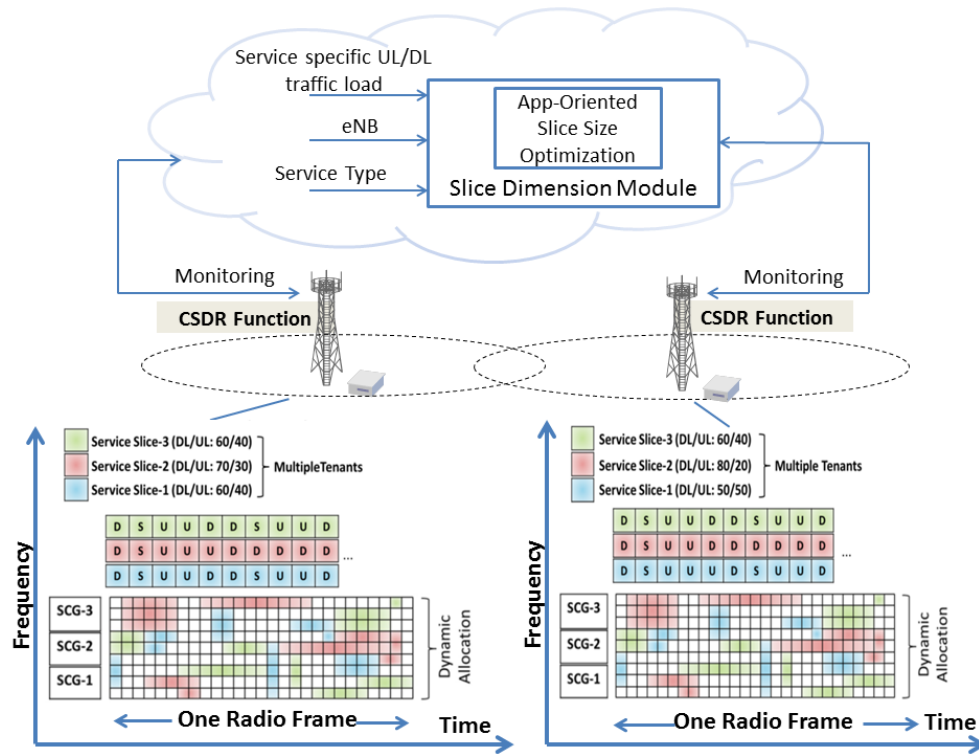 Service specific UL/DL
traffic load
eNB
Service Type
App-Oriented
Slice Size
Optimization
Slice Dimension Module
Monitoring
CSDR Function
Monitoring
CSDR Function
Frequency
Service Slice-3 (DL/UL: 60/40)
Service Slice-2 (DL/UL: 70/30)
Service Slice-1 (DL/UL: 60/40)
MultipleTenants
D S U U D D S U U D
D S U U U D D D D D
D S U U D D S U U D
...
SCG-3
SCG-2
SCG-1
Dynamic
Allocation
One Radio Frame
Time
Frequency
Service Slice-3 (DL/UL: 60/40)
Service Slice-2 (DL/UL: 80/20)
Service Slice-1 (DL/UL: 50/50)
Multiple Tenants
D S U U D D S U U D
D S U U D D D D D D
D S U U U D S U U D
...
SCG-3
SCG-2
SCG-1
Dynamic
Allocation
One Radio Frame
Time